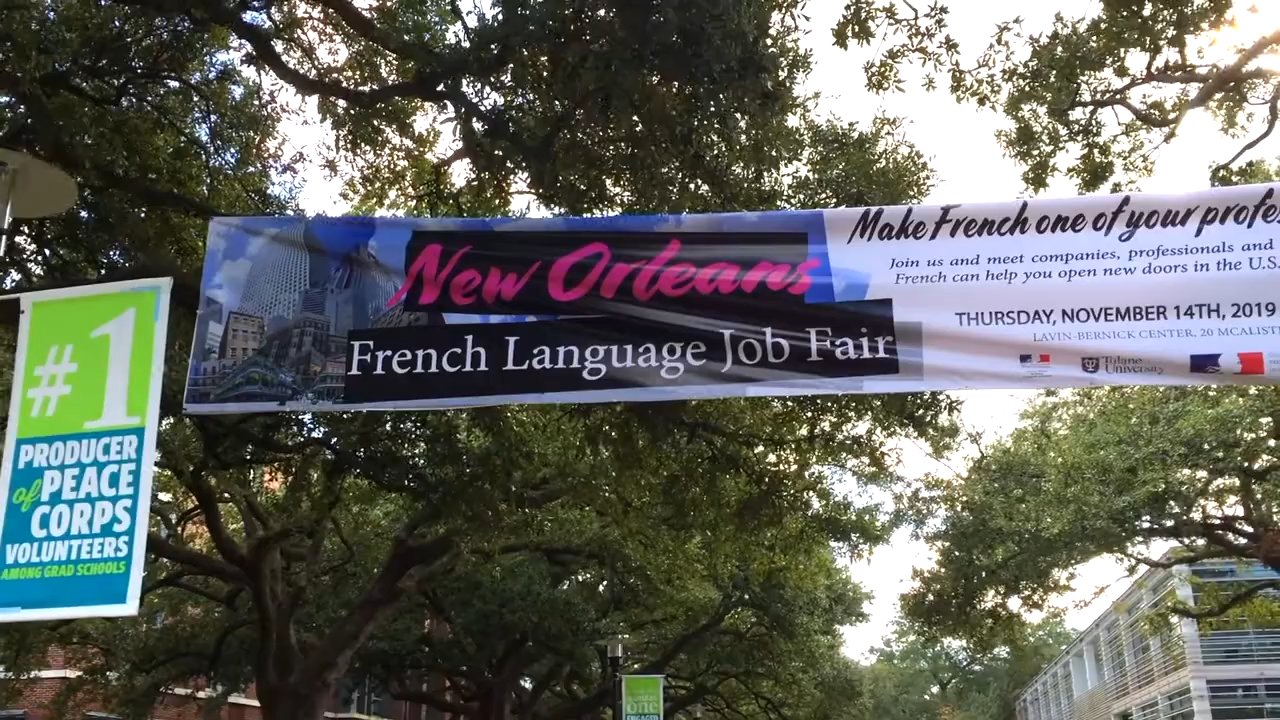 New Orleans
French Language Job Fair
Make French one of your
Join us and meet companies, professionals and
French can help you open new doors in the U.S.
THURSDAY, NOVEMBER 14TH, 2019
LAVIN-BERNICK CENTER, 20
Tulane
University
#1
PRODUCER
of PEACE
CORPS
VOLUNTEERS
AMONG GRAD SCHOOLS
one
ENGAGED